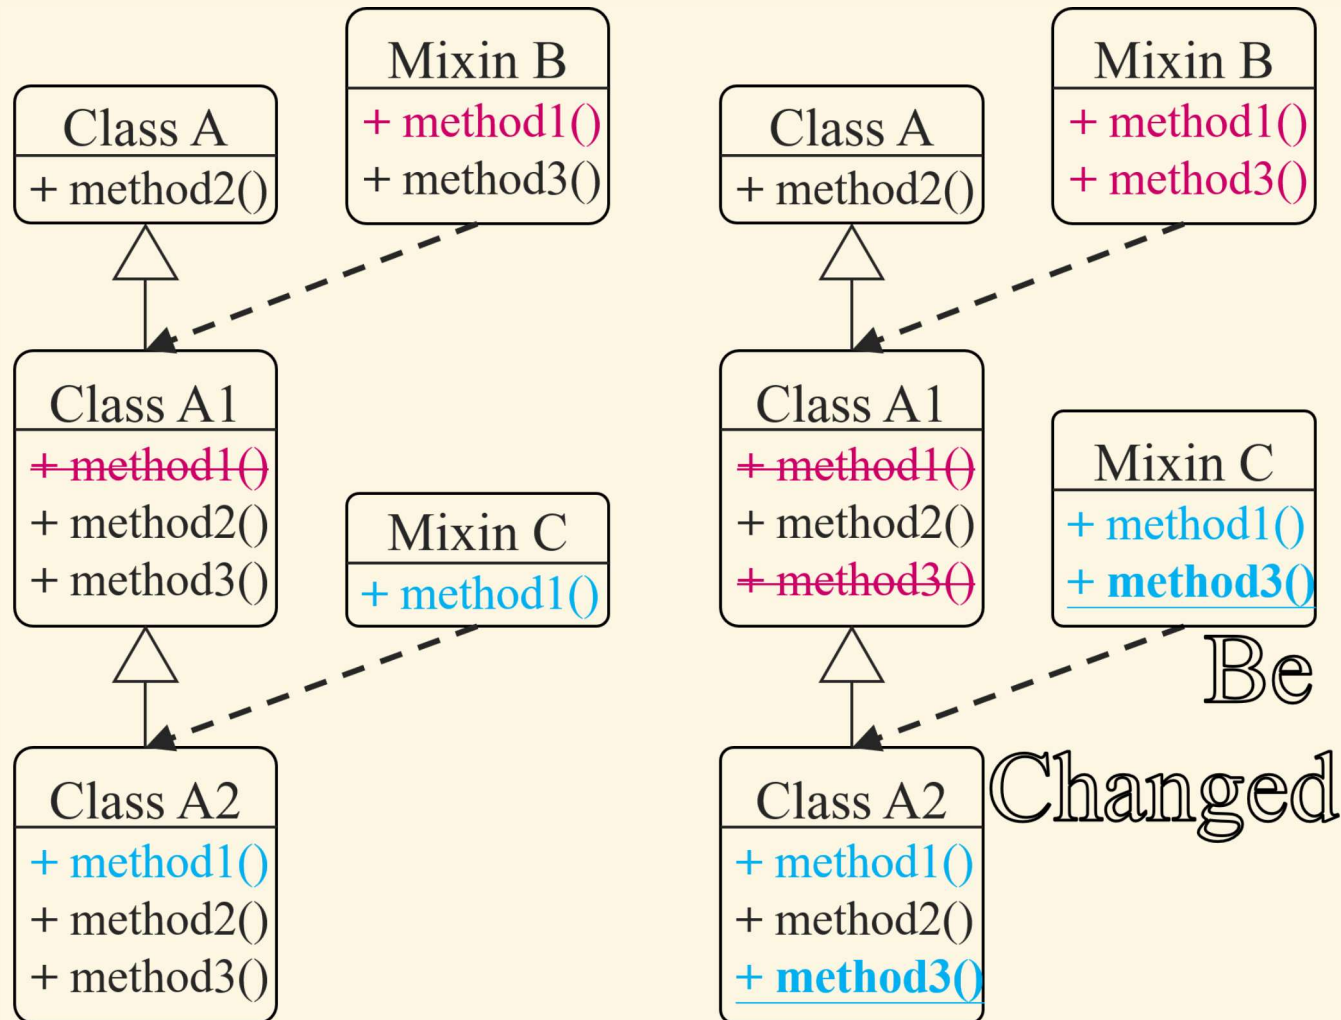 Mixin B
+ method1()
+ method3()
Class A
+ method2()
Class A1
+ method1()
+ method2()
+ method3()
Mixin C
+ method1()
Class A2
+ method1()
+ method2()
+ method3()
Mixin B
+ method1()
+ method3()
Class A
+ method2()
Class A1
+ method1()
+ method2()
+ method3()
Mixin C
+ method1()
+ method3()
Be
Changed
Class A2
+ method1()
+ method2()
+ method3()